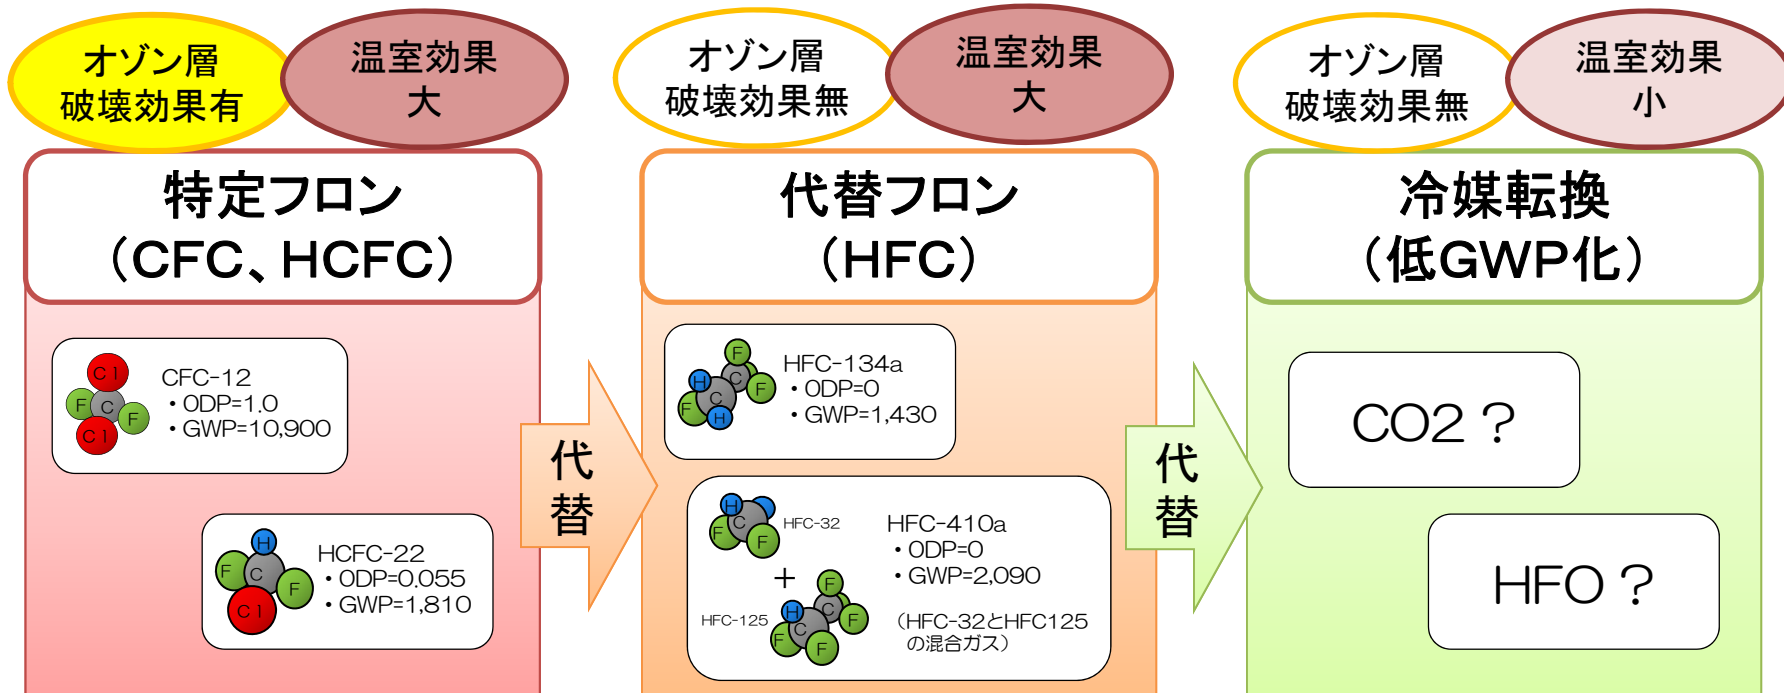 オゾン層
破壊効果有
温室効果
大
特定フロン
（CFC、HCFC）
Cl
F
C
F
Cl
CFC-12
・ODP=1.0
・GWP=10,900
H
F
C
F
Cl
HCFC-22
・ODP=0.055
・GWP=1,810
代
替
オゾン層
破壊効果無
温室効果
大
代替フロン
（HFC）
F
H
C
F
C
F
H
HFC-134a
・ODP=0
・GWP=1,430
H
C
F
F
HFC-32
+
HFC-125
F
H
C
F
C
F
F
HFC-410a
・ODP=0
・GWP=2,090
（HFC-32とHFC125
の混合ガス）
代
替
オゾン層
破壊効果無
温室効果
小
冷媒転換
（低GWP化）
CO2？
HFO？